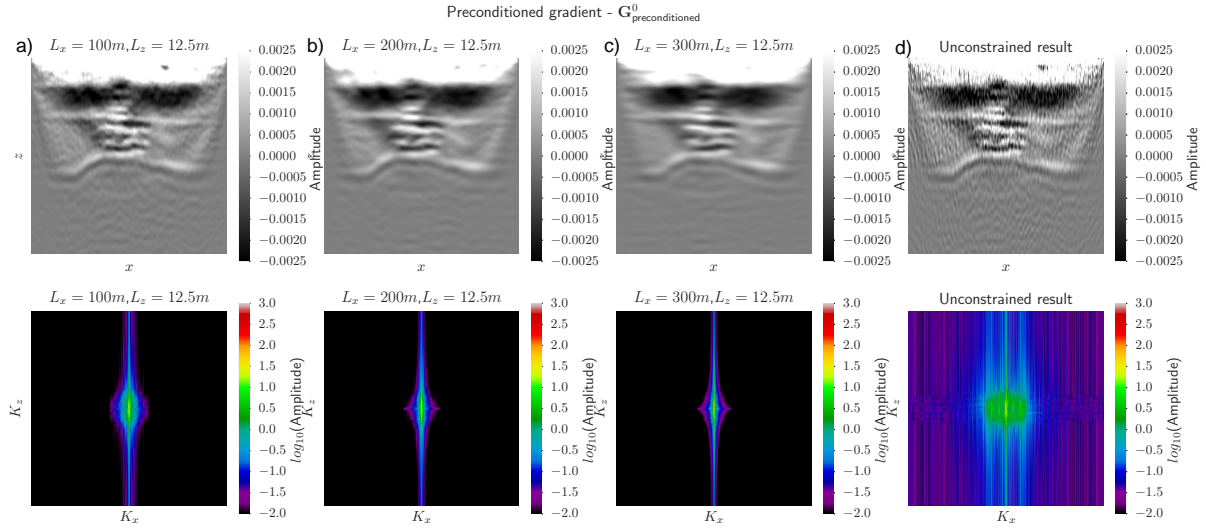 Preconditioned gradient - G⁰preconditioned
a) Lx = 100m,Lz = 12.5m
b) Lx = 200m,Lz = 12.5m
c) Lx = 300m,Lz = 12.5m
d) Unconstrained result
z
x
0.0025
0.0020
0.0015
0.0010
0.0005
0.0000
−0.0005
−0.0010
−0.0015
−0.0020
−0.0025
Amplitude
z
x
0.0025
0.0020
0.0015
0.0010
0.0005
0.0000
−0.0005
−0.0010
−0.0015
−0.0020
−0.0025
Amplitude
z
x
0.0025
0.0020
0.0015
0.0010
0.0005
0.0000
−0.0005
−0.0010
−0.0015
−0.0020
−0.0025
Amplitude
z
x
0.0025
0.0020
0.0015
0.0010
0.0005
0.0000
−0.0005
−0.0010
−0.0015
−0.0020
−0.0025
Amplitude
Lx = 100m,Lz = 12.5m
Lx = 200m,Lz = 12.5m
Lx = 300m,Lz = 12.5m
Unconstrained result
Kz
Kx
3.0
2.5
2.0
1.5
1.0
0.5
0.0
−0.5
−1.0
−1.5
−2.0
log10(Amplitude)
Kz
Kx
3.0
2.5
2.0
1.5
1.0
0.5
0.0
−0.5
−1.0
−1.5
−2.0
log10(Amplitude)
Kz
Kx
3.0
2.5
2.0
1.5
1.0
0.5
0.0
−0.5
−1.0
−1.5
−2.0
log10(Amplitude)
Kz
Kx
3.0
2.5
2.0
1.5
1.0
0.5
0.0
−0.5
−1.0
−1.5
−2.0
log10(Amplitude)